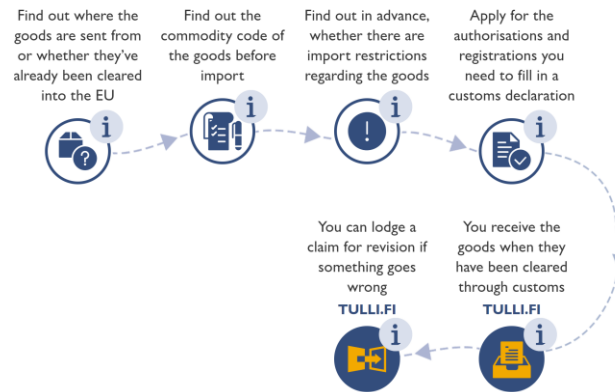 Find out where the
goods are sent from
or whether they've
already been cleared
into the EU
i
Find out the
commodity code of
the goods before
import
i
Find out in advance,
whether there are
import restrictions
regarding the goods
i
Apply for the
authorisations and
registrations you
need to fill in a
customs declaration
i
You receive the
goods when they
have been cleared
through customs
TULLI.FI
i
You can lodge a
claim for revision if
something goes
wrong
TULLI.FI
i